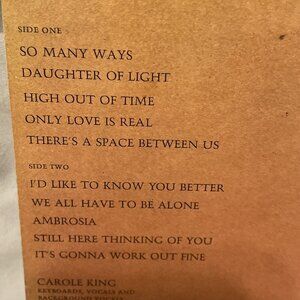 SIDE ONE
SO MANY WAYS
DAUGHTER OF LIGHT
HIGH OUT OF TIME
ONLY LOVE IS REAL
THERE'S A SPACE BETWEEN US
SIDE TWO
I'D LIKE TO KNOW YOU BETTER
WE ALL HAVE TO BE ALONE
AMBROSIA
STILL HERE THINKING OF YOU
IT'S GONNA WORK OUT FINE
CAROLE KING
KEYBOARDS, VOCALS AND
BACKGROUND VOCALS